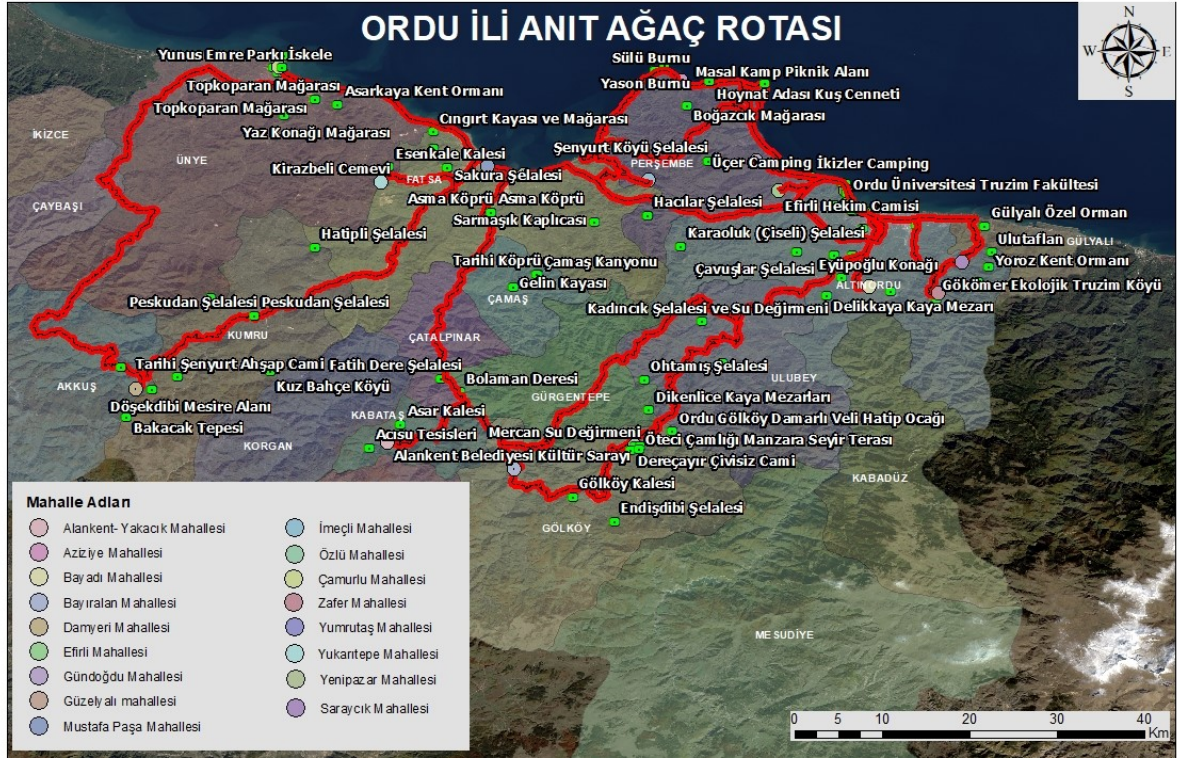 ORDU İLİ ANIT AĞAÇ ROTASI
N
W E
S
Yunus Emre Parkı İskele
Sülü Burnu
Masal Kamp Piknik Alanı
Yason Burnu
Topkoparan Mağarası
Asarkaya Kent Ormanı
Hoynat Adası Kuş Cenneti
Topkoparan Mağarası
Boğazcık Mağarası
Cıngırt Kayası ve Mağarası
İKİZCE
Yaz Konağı Mağarası
Şenyurt Köyü Şelalesi
Esenkale Kalesi
ÜNYE
PERŞEMBE
Üçer Camping
İkizler Camping
Kirazbeli Cemevi
Sakura Şelalesi
FATSA
Ordu Üniversitesi Truzim Fakültesi
Asma Köprü
Asma Köprü
Hacılar Şelalesi
Efirli Hekim Camisi
ÇAYBAŞI
Sarmaşık Kaplıcası
Gülyalı Özel Orman
Hatipli Şelalesi
Karaoluk (Çiseli) Şelalesi
Ulutaflan
GÜLYALI
Tarihi Köprü
Çamaş Kanyonu
Çavuşlar Şelalesi
Eyüpoğlu Konağı
Yoroz Kent Ormanı
Gelin Kayası
ALTINORDU
Gökömer Ekolojik Truzim Köyü
Peskudan Şelalesi
Peskudan Şelalesi
ÇAMAŞ
Kadıncık Şelalesi ve Su Değirmeni
Delikkaya Kaya Mezarı
KUMRU
ÇATALPINAR
Tarihi Şenyurt Ahşap Cami
Fatih Dere Şelalesi
Ohtamış Şelalesi
AKKUŞ
Kuz Bahçe Köyü
Bolaman Deresi
ULUBEY
GÜRGENTEPE
Döşekdibi Mesire Alanı
Asar Kalesi
Dikenlice Kaya Mezarları
KABATAŞ
Bakacak Tepesi
Ordu Gölköy Damarlı Veli Hatip Ocağı
Acısu Tesisleri
Mercan Su Değirmeni
KORGAN
Öteci Çamlığı Manzara Seyir Terası
Alankent Belediyesi Kültür Sarayı
Dereçayır Çivisiz Cami
KABADÜZ
Gölköy Kalesi
Endişdibi Şelalesi
GÖLKÖY
MESUDİYE
Mahalle Adları
Alankent- Yakacık Mahallesi
Aziziye Mahallesi
Bayadı Mahallesi
Bayıralan Mahallesi
Damyeri Mahallesi
Efirli Mahallesi
Gündoğdu Mahallesi
Güzelyalı mahallesi
Mustafa Paşa Mahallesi
İmeçli Mahallesi
Özlü Mahallesi
Çamurlu Mahallesi
Zafer Mahallesi
Yumrutaş Mahallesi
Yukarıtepe Mahallesi
Yenipazar Mahallesi
Saraycık Mahallesi
0 5 10 20 30 40
Km